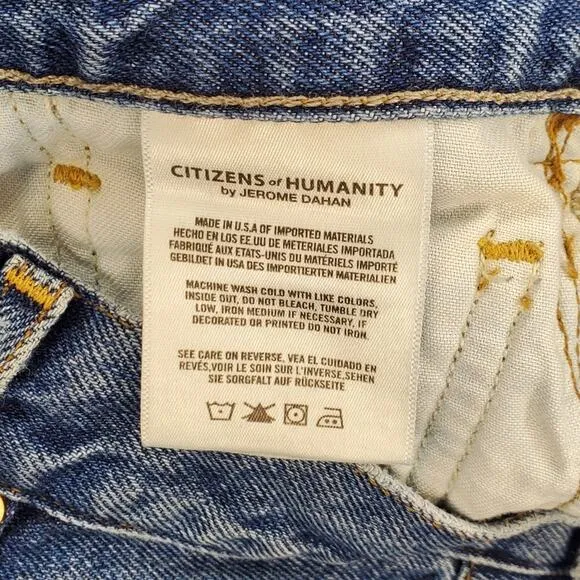 CITIZENS of HUMANITY
by JEROME DAHAN
MADE IN U.S.A OF IMPORTED MATERIALS
HECHO EN LOS EE.UU DE METERIALES IMPORTADA
FABRIQUÉ AUX ETATS-UNIS DU MATÉRIELS IMPORTÉ
GEBILDET IN USA DES IMPORTIERTEN MATERIALIEN
MACHINE WASH COLD WITH LIKE COLORS,
INSIDE OUT, DO NOT BLEACH, TUMBLE DRY
LOW, IRON MEDIUM IF NECESSARY, IF
DECORATED OR PRINTED DO NOT IRON.
SEE CARE ON REVERSE, VEA EL CUIDADO EN
REVÉS,VOIR LE SOIN SUR L'INVERSE,SEHEN
SIE SORGFALT AUF RÜCKSEITE